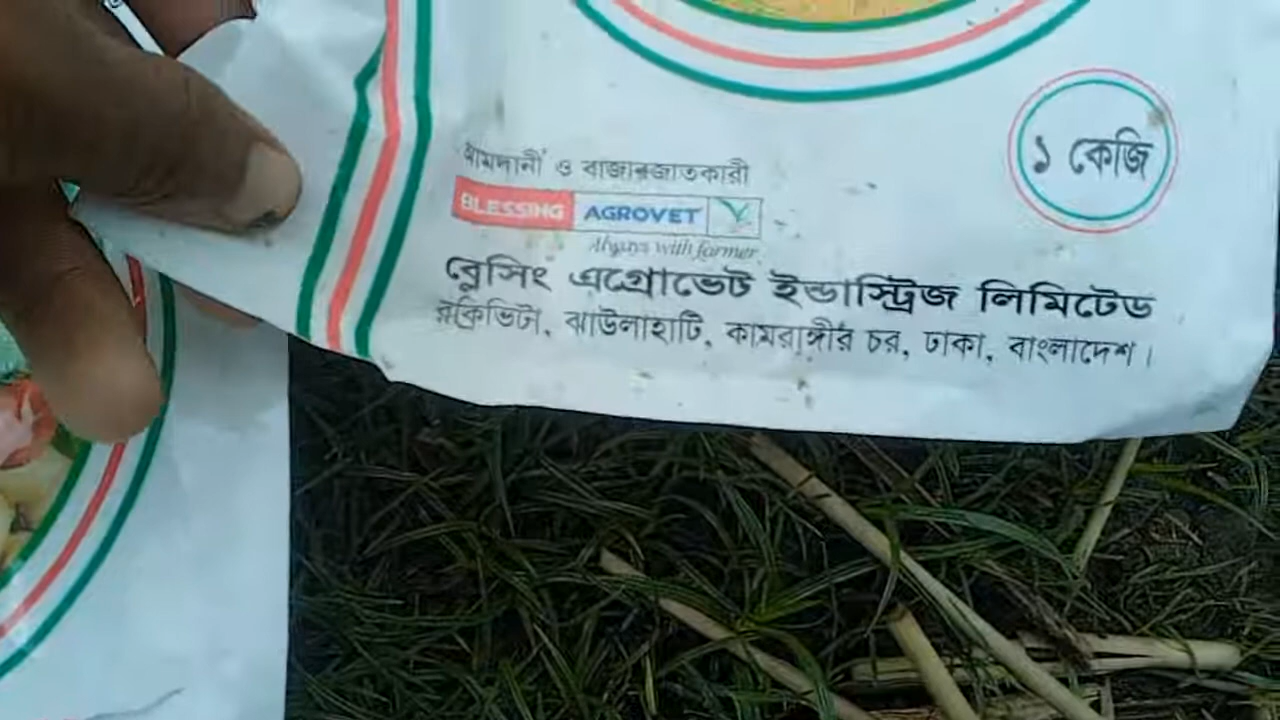 আমদানী ও বাজারজাতকারী
BLESSING AGROVET
Always with farmer
ব্লেসিং এগ্রোভেট ইন্ডাস্ট্রিজ লিমিটেড
রকিভিটা, ঝাউলাহাটি, কামরাঙ্গীর চর, ঢাকা, বাংলাদেশ।
১ কেজি